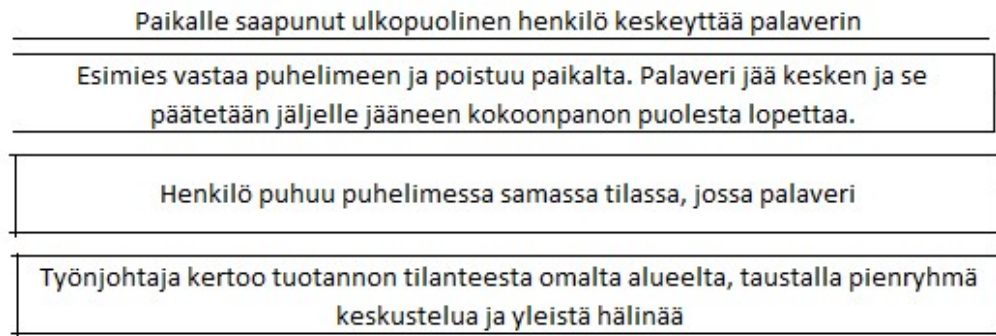 Paikalle saapunut ulkopuolinen henkilö keskeyttää palaverin
Esimies vastaa puhelimeen ja poistuu paikalta. Palaveri jää kesken ja se
päätetään jäljelle jääneen kokoonpanon puolesta lopettaa.
Henkilö puhuu puhelimessa samassa tilassa, jossa palaveri
Työnjohtaja kertoo tuotannon tilanteesta omalta alueelta, taustalla pienryhmä
keskustelua ja yleistä hälinää